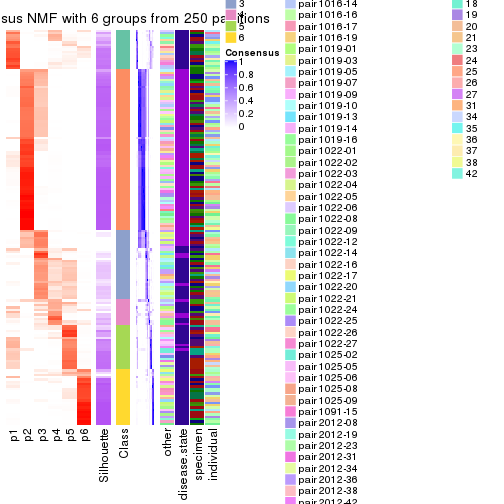 sus NMF with 6 groups from 250 partitions
3
4
5
6
Consensus
1
0.8
0.6
0.4
0.2
0
p1
p2
p3
p4
p5
p6
Silhouette
Class
other
disease.state
specimen
individual
pair1016-14
pair1016-16
pair1016-17
pair1019-01
pair1019-03
pair1019-05
pair1019-07
pair1019-09
pair1019-10
pair1019-13
pair1019-14
pair1019-16
pair1022-01
pair1022-02
pair1022-03
pair1022-04
pair1022-05
pair1022-06
pair1022-08
pair1022-09
pair1022-12
pair1022-14
pair1022-16
pair1022-17
pair1022-20
pair1022-21
pair1022-24
pair1022-25
pair1022-26
pair1022-27
pair1025-02
pair1025-05
pair1025-06
pair1025-08
pair1025-09
pair1091-15
pair2012-08
pair2012-19
pair2012-23
pair2012-31
pair2012-34
pair2012-36
pair2012-38
pair2012-42
18
19
20
21
23
24
25
26
27
31
34
35
36
37
38
42